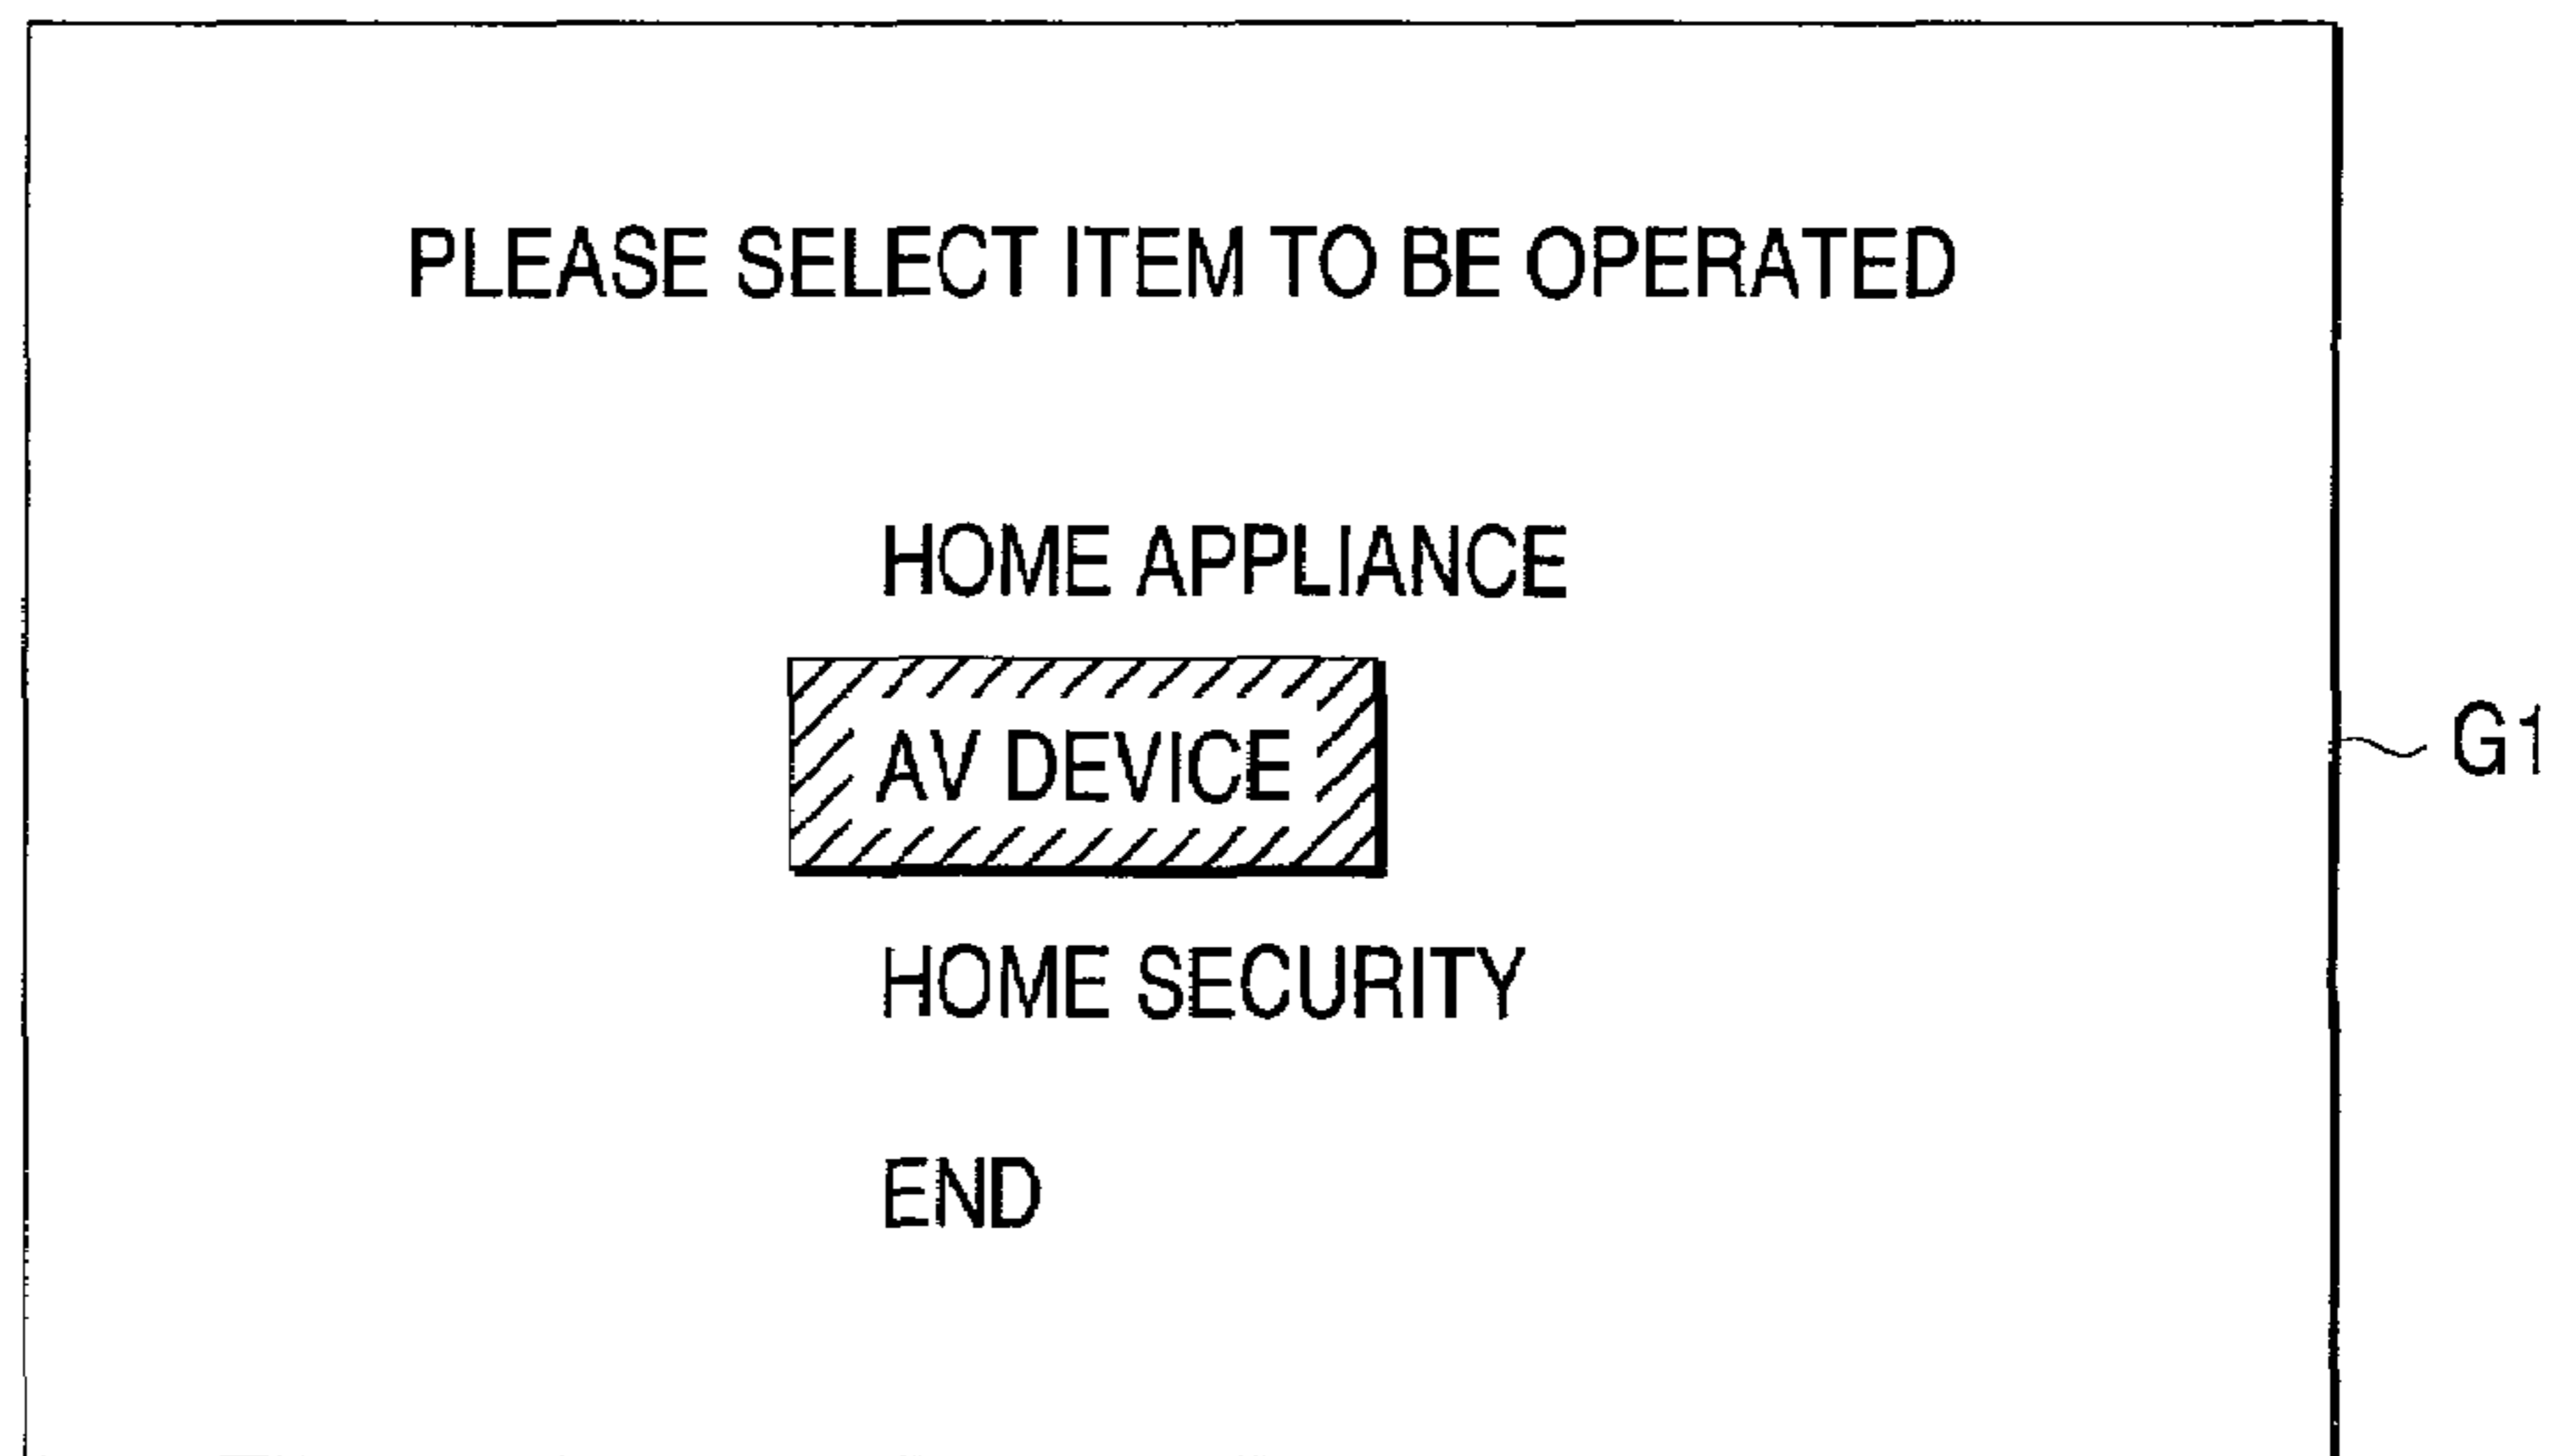 PLEASE SELECT ITEM TO BE OPERATED
HOME APPLIANCE
AV DEVICE
G1
HOME SECURITY
END